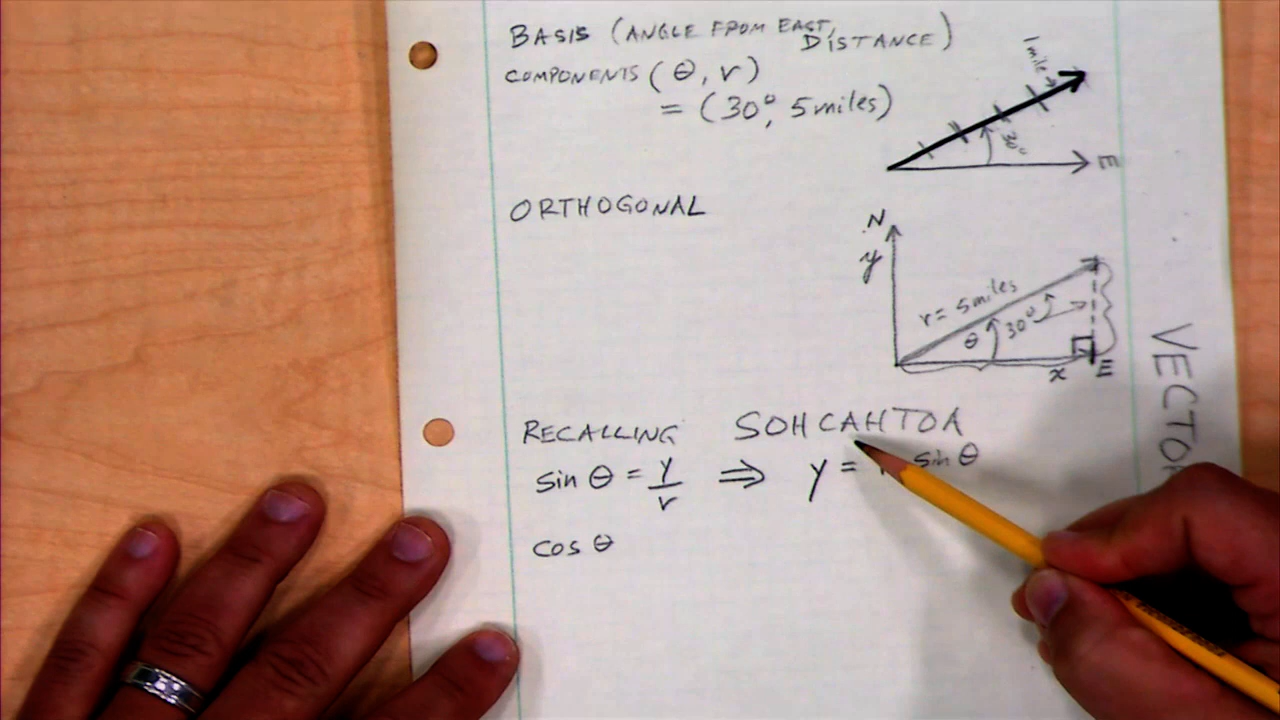 BASIS (ANGLE FROM EAST,
DISTANCE)
COMPONENTS (θ, r)
= (30°, 5 miles)
1 mile
30°
E
ORTHOGONAL
N
y
r = 5 miles
θ 30°
x E
VECTOR
RECALLING SOHCAHTOA
sin θ = y/r ⇒ y = sin θ
cos θ